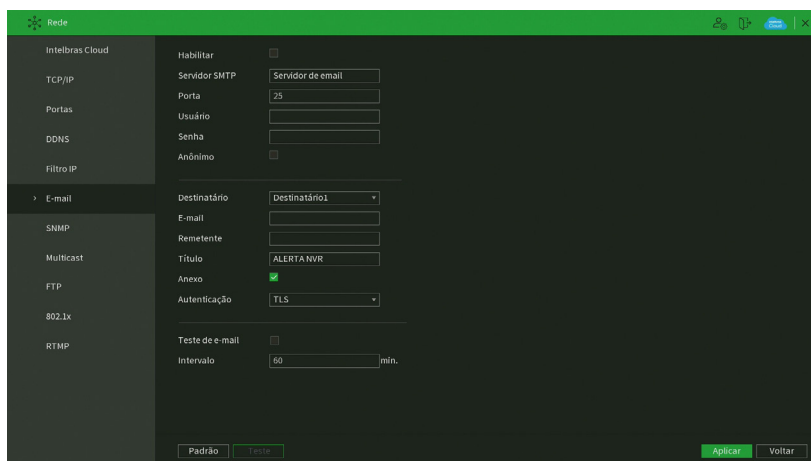 Rede
Intelbras Cloud
TCP/IP
Portas
DDNS
Filtro IP
E-mail
SNMP
Multicast
FTP
802.1x
RTMP
Habilitar
Servidor SMTP Servidor de email
Porta 25
Usuário
Senha
Anônimo
Destinatário Destinatário1
E-mail
Remetente
Título ALERTA NVR
Anexo
Autenticação TLS
Teste de e-mail
Intervalo 60 min.
Padrão Teste Aplicar Voltar